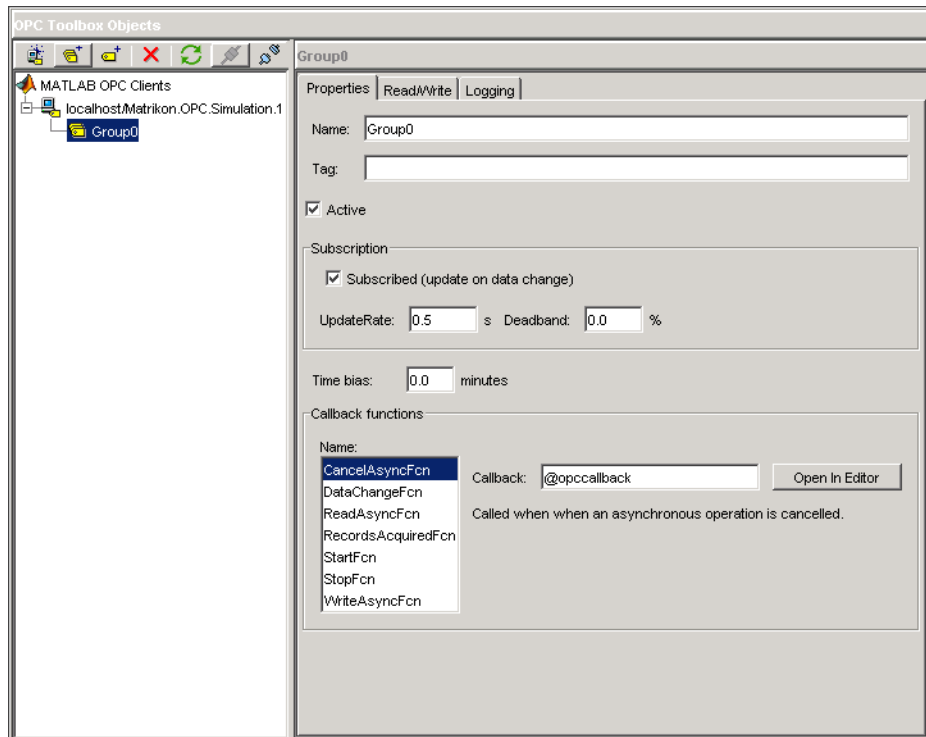 OPC Toolbox Objects
Group0
MATLAB OPC Clients
localhost/Matrikon.OPC.Simulation.1
Group0
Properties Read/Write Logging
Name: Group0
Tag:
Active
Subscription
Subscribed (update on data change)
UpdateRate: 0.5 s Deadband: 0.0 %
Time bias: 0.0 minutes
Callback functions
Name:
CancelAsyncFcn
DataChangeFcn
ReadAsyncFcn
RecordsAcquiredFcn
StartFcn
StopFcn
WriteAsyncFcn
Callback: @opccallback Open In Editor
Called when when an asynchronous operation is cancelled.